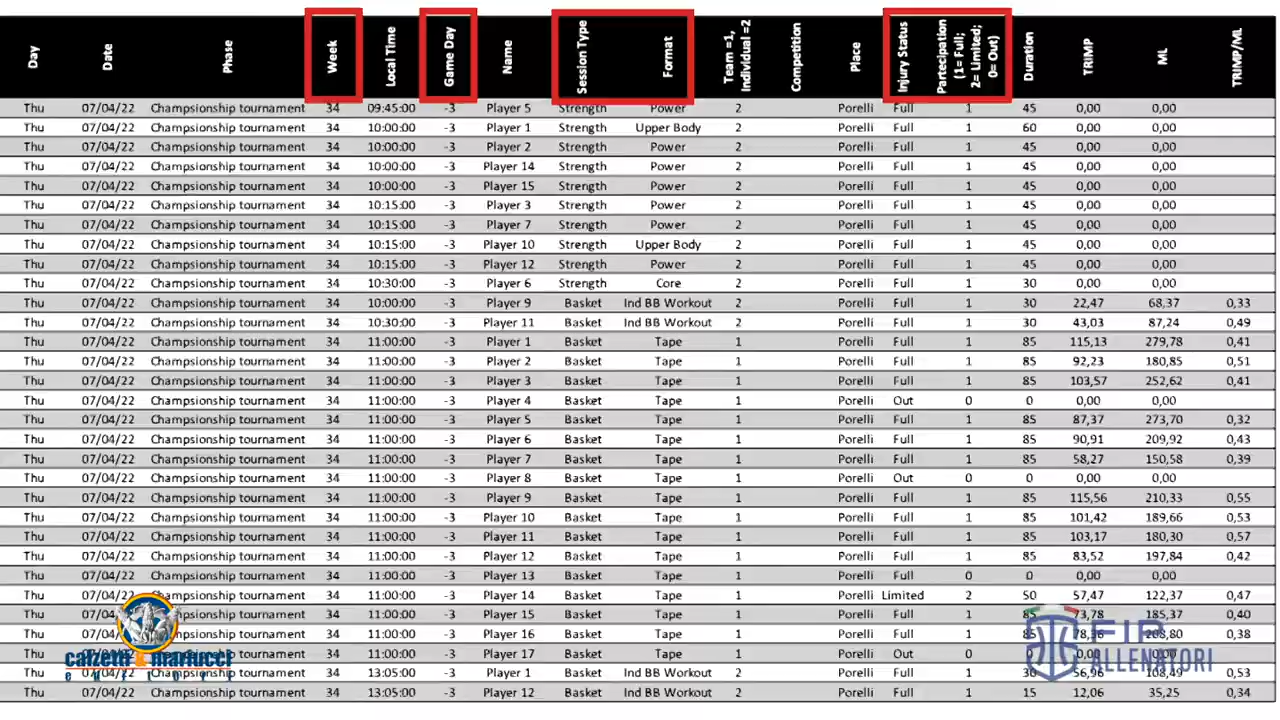 Day Date Phase Week Local Time Game Day Name Session Type Format Team =1, Individual =2 Competition Place Injury Status Partecipation (1= Full; 2= Limited; 0= Out) Duration TRIMP ML TRIMP/ML
Thu 07/04/22 Champsionship tournament 34 09:45:00 -3 Player 5 Strength Power 2 Porelli Full 1 45 0,00 0,00
Thu 07/04/22 Champsionship tournament 34 10:00:00 -3 Player 1 Strength Upper Body 2 Porelli Full 1 60 0,00 0,00
Thu 07/04/22 Champsionship tournament 34 10:00:00 -3 Player 2 Strength Power 2 Porelli Full 1 45 0,00 0,00
Thu 07/04/22 Champsionship tournament 34 10:00:00 -3 Player 14 Strength Power 2 Porelli Full 1 45 0,00 0,00
Thu 07/04/22 Champsionship tournament 34 10:00:00 -3 Player 15 Strength Power 2 Porelli Full 1 45 0,00 0,00
Thu 07/04/22 Champsionship tournament 34 10:15:00 -3 Player 3 Strength Power 2 Porelli Full 1 45 0,00 0,00
Thu 07/04/22 Champsionship tournament 34 10:15:00 -3 Player 7 Strength Power 2 Porelli Full 1 45 0,00 0,00
Thu 07/04/22 Champsionship tournament 34 10:15:00 -3 Player 10 Strength Upper Body 2 Porelli Full 1 45 0,00 0,00
Thu 07/04/22 Champsionship tournament 34 10:15:00 -3 Player 12 Strength Power 2 Porelli Full 1 45 0,00 0,00
Thu 07/04/22 Champsionship tournament 34 10:30:00 -3 Player 6 Strength Core 2 Porelli Full 1 30 0,00 0,00
Thu 07/04/22 Champsionship tournament 34 10:00:00 -3 Player 9 Basket Ind BB Workout 2 Porelli Full 1 30 22,47 68,37 0,33
Thu 07/04/22 Champsionship tournament 34 10:30:00 -3 Player 11 Basket Ind BB Workout 2 Porelli Full 1 30 43,03 87,24 0,49
Thu 07/04/22 Champsionship tournament 34 11:00:00 -3 Player 1 Basket Tape 1 Porelli Full 1 85 115,13 279,78 0,41
Thu 07/04/22 Champsionship tournament 34 11:00:00 -3 Player 2 Basket Tape 1 Porelli Full 1 85 92,23 180,85 0,51
Thu 07/04/22 Champsionship tournament 34 11:00:00 -3 Player 3 Basket Tape 1 Porelli Full 1 85 103,57 252,62 0,41
Thu 07/04/22 Champsionship tournament 34 11:00:00 -3 Player 4 Basket Tape 1 Porelli Out 0 0 0,00 0,00
Thu 07/04/22 Champsionship tournament 34 11:00:00 -3 Player 5 Basket Tape 1 Porelli Full 1 85 87,37 273,70 0,32
Thu 07/04/22 Champsionship tournament 34 11:00:00 -3 Player 6 Basket Tape 1 Porelli Full 1 85 90,91 209,92 0,43
Thu 07/04/22 Champsionship tournament 34 11:00:00 -3 Player 7 Basket Tape 1 Porelli Full 1 85 58,27 150,58 0,39
Thu 07/04/22 Champsionship tournament 34 11:00:00 -3 Player 8 Basket Tape 1 Porelli Out 0 0 0,00 0,00
Thu 07/04/22 Champsionship tournament 34 11:00:00 -3 Player 9 Basket Tape 1 Porelli Full 1 85 115,56 210,33 0,55
Thu 07/04/22 Champsionship tournament 34 11:00:00 -3 Player 10 Basket Tape 1 Porelli Full 1 85 101,42 189,66 0,53
Thu 07/04/22 Champsionship tournament 34 11:00:00 -3 Player 11 Basket Tape 1 Porelli Full 1 85 103,17 180,30 0,57
Thu 07/04/22 Champsionship tournament 34 11:00:00 -3 Player 12 Basket Tape 1 Porelli Full 1 85 83,52 197,84 0,42
Thu 07/04/22 Champsionship tournament 34 11:00:00 -3 Player 13 Basket Tape 1 Porelli Full 0 0 0,00 0,00
Thu 07/04/22 Champsionship tournament 34 11:00:00 -3 Player 14 Basket Tape 1 Porelli Limited 2 50 57,47 122,37 0,47
Thu 07/04/22 Champsionship tournament 34 11:00:00 -3 Player 15 Basket Tape 1 Porelli Full 1 85 73,78 185,37 0,40
Thu 07/04/22 Champsionship tournament 34 11:00:00 -3 Player 16 Basket Tape 1 Porelli Full 1 85 0,38
Thu 07/04/22 tournament 34 11:00:00 -3 Player 17 Basket Tape 1 Porelli Out 0 0
Thu 07/04/22 Champsionship tournament 34 13:05:00 -3 Player 1 Basket Ind BB Workout 2 Porelli Full 1 30 56,96 108,49 0,53
Thu 07/04/22 Champsionship tournament 34 13:05:00 -3 Player 12 Basket Ind BB Workout 2 Porelli Full 1 15 12,06 35,25 0,34
calzetti mariucci
editori
FIP
ALLENATORI